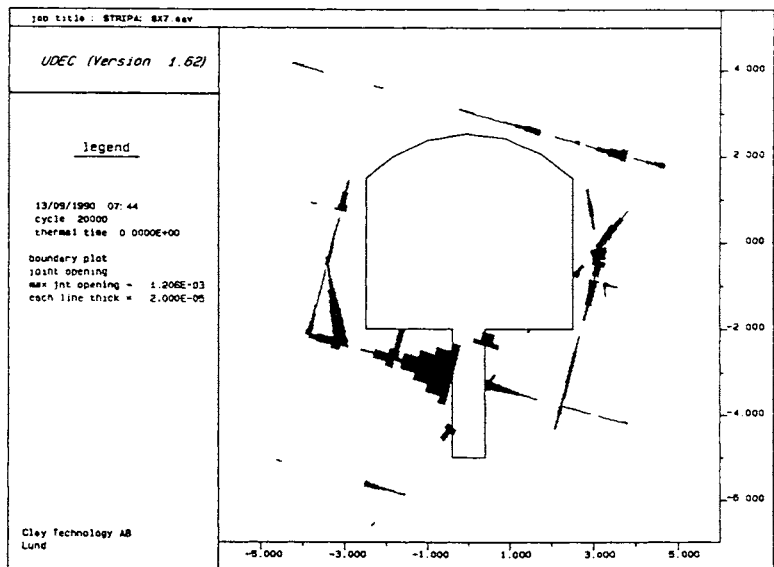 job title : STRIPA: 8X7.sav
UDEC (Version 1.62)
legend
13/09/1990 07:44
cycle 20000
thermal time 0.0000E+00
boundary plot
joint opening
max jnt opening = 1.206E-03
each line thick = 2.000E-05
Clay Technology AB
Lund
4.000
2.000
.000
-2.000
-4.000
-6.000
-5.000 -3.000 -1.000 1.000 3.000 5.000